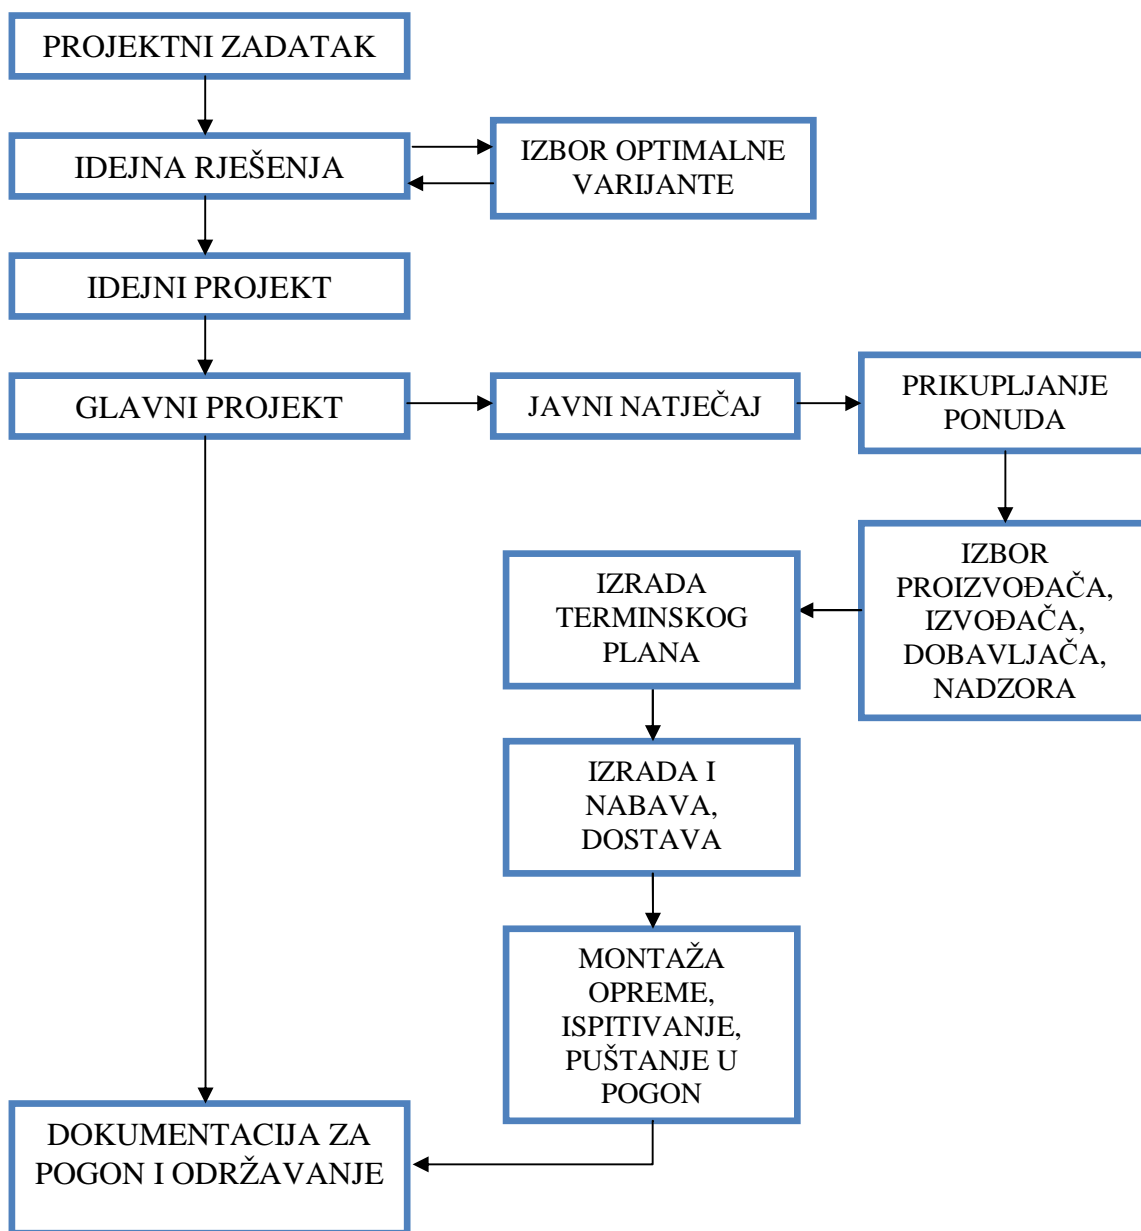 PROJEKTNI ZADATAK
IDEJNA RJEŠENJA
IZBOR OPTIMALNE
VARIJANTE
IDEJNI PROJEKT
GLAVNI PROJEKT
JAVNI NATJEČAJ
PRIKUPLJANJE
PONUDA
IZBOR
PROIZVOĐAČA,
IZVOĐAČA,
DOBAVLJAČA,
NADZORA
IZRADA
TERMINSKOG
PLANA
IZRADA I
NABAVA,
DOSTAVA
MONTAŽA
OPREME,
ISPITIVANJE,
PUŠTANJE U
POGON
DOKUMENTACIJA ZA
POGON I ODRŽAVANJE